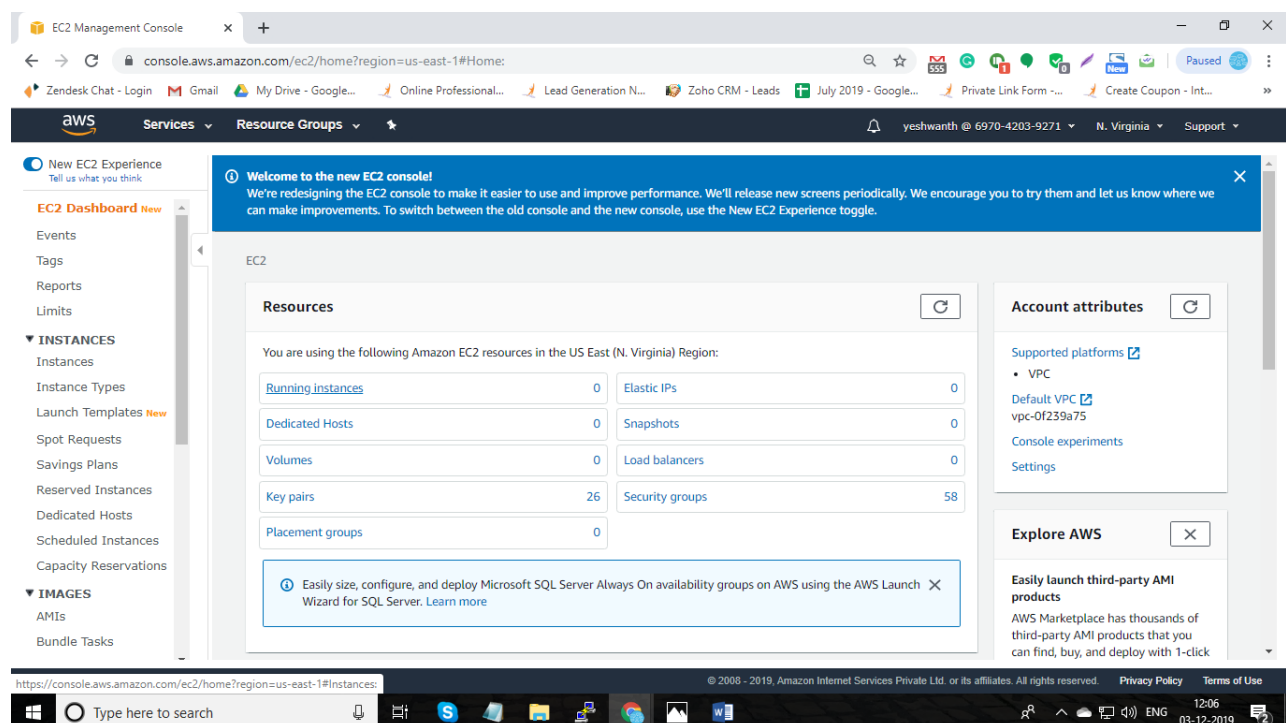 EC2 Management Console
console.aws.amazon.com/ec2/home?region=us-east-1#Home:
555
1
0
New
Paused
Zendesk Chat - Login
Gmail
My Drive - Google...
Online Professional...
Lead Generation N...
Zoho CRM - Leads
July 2019 - Google...
Private Link Form -...
Create Coupon - Int...
»
aws
Services
Resource Groups
yeshwanth @ 6970-4203-9271
N. Virginia
Support
New EC2 Experience
Tell us what you think
EC2 Dashboard New
Events
Tags
Reports
Limits
INSTANCES
Instances
Instance Types
Launch Templates New
Spot Requests
Savings Plans
Reserved Instances
Dedicated Hosts
Scheduled Instances
Capacity Reservations
IMAGES
AMIs
Bundle Tasks
Welcome to the new EC2 console!
We're redesigning the EC2 console to make it easier to use and improve performance. We'll release new screens periodically. We encourage you to try them and let us know where we
can make improvements. To switch between the old console and the new console, use the New EC2 Experience toggle.
EC2
Resources
You are using the following Amazon EC2 resources in the US East (N. Virginia) Region:
Running instances 0
Elastic IPs 0
Dedicated Hosts 0
Snapshots 0
Volumes 0
Load balancers 0
Key pairs 26
Security groups 58
Placement groups 0
Easily size, configure, and deploy Microsoft SQL Server Always On availability groups on AWS using the AWS Launch
Wizard for SQL Server. Learn more
Account attributes
Supported platforms
• VPC
Default VPC
vpc-0f239a75
Console experiments
Settings
Explore AWS
Easily launch third-party AMI
products
AWS Marketplace has thousands of
third-party AMI products that you
can find, buy, and deploy with 1-click
https://console.aws.amazon.com/ec2/home?region=us-east-1#Instances:
© 2008 - 2019, Amazon Internet Services Private Ltd. or its affiliates. All rights reserved.
Privacy Policy
Terms of Use
Type here to search
ENG
12:06
03-12-2019